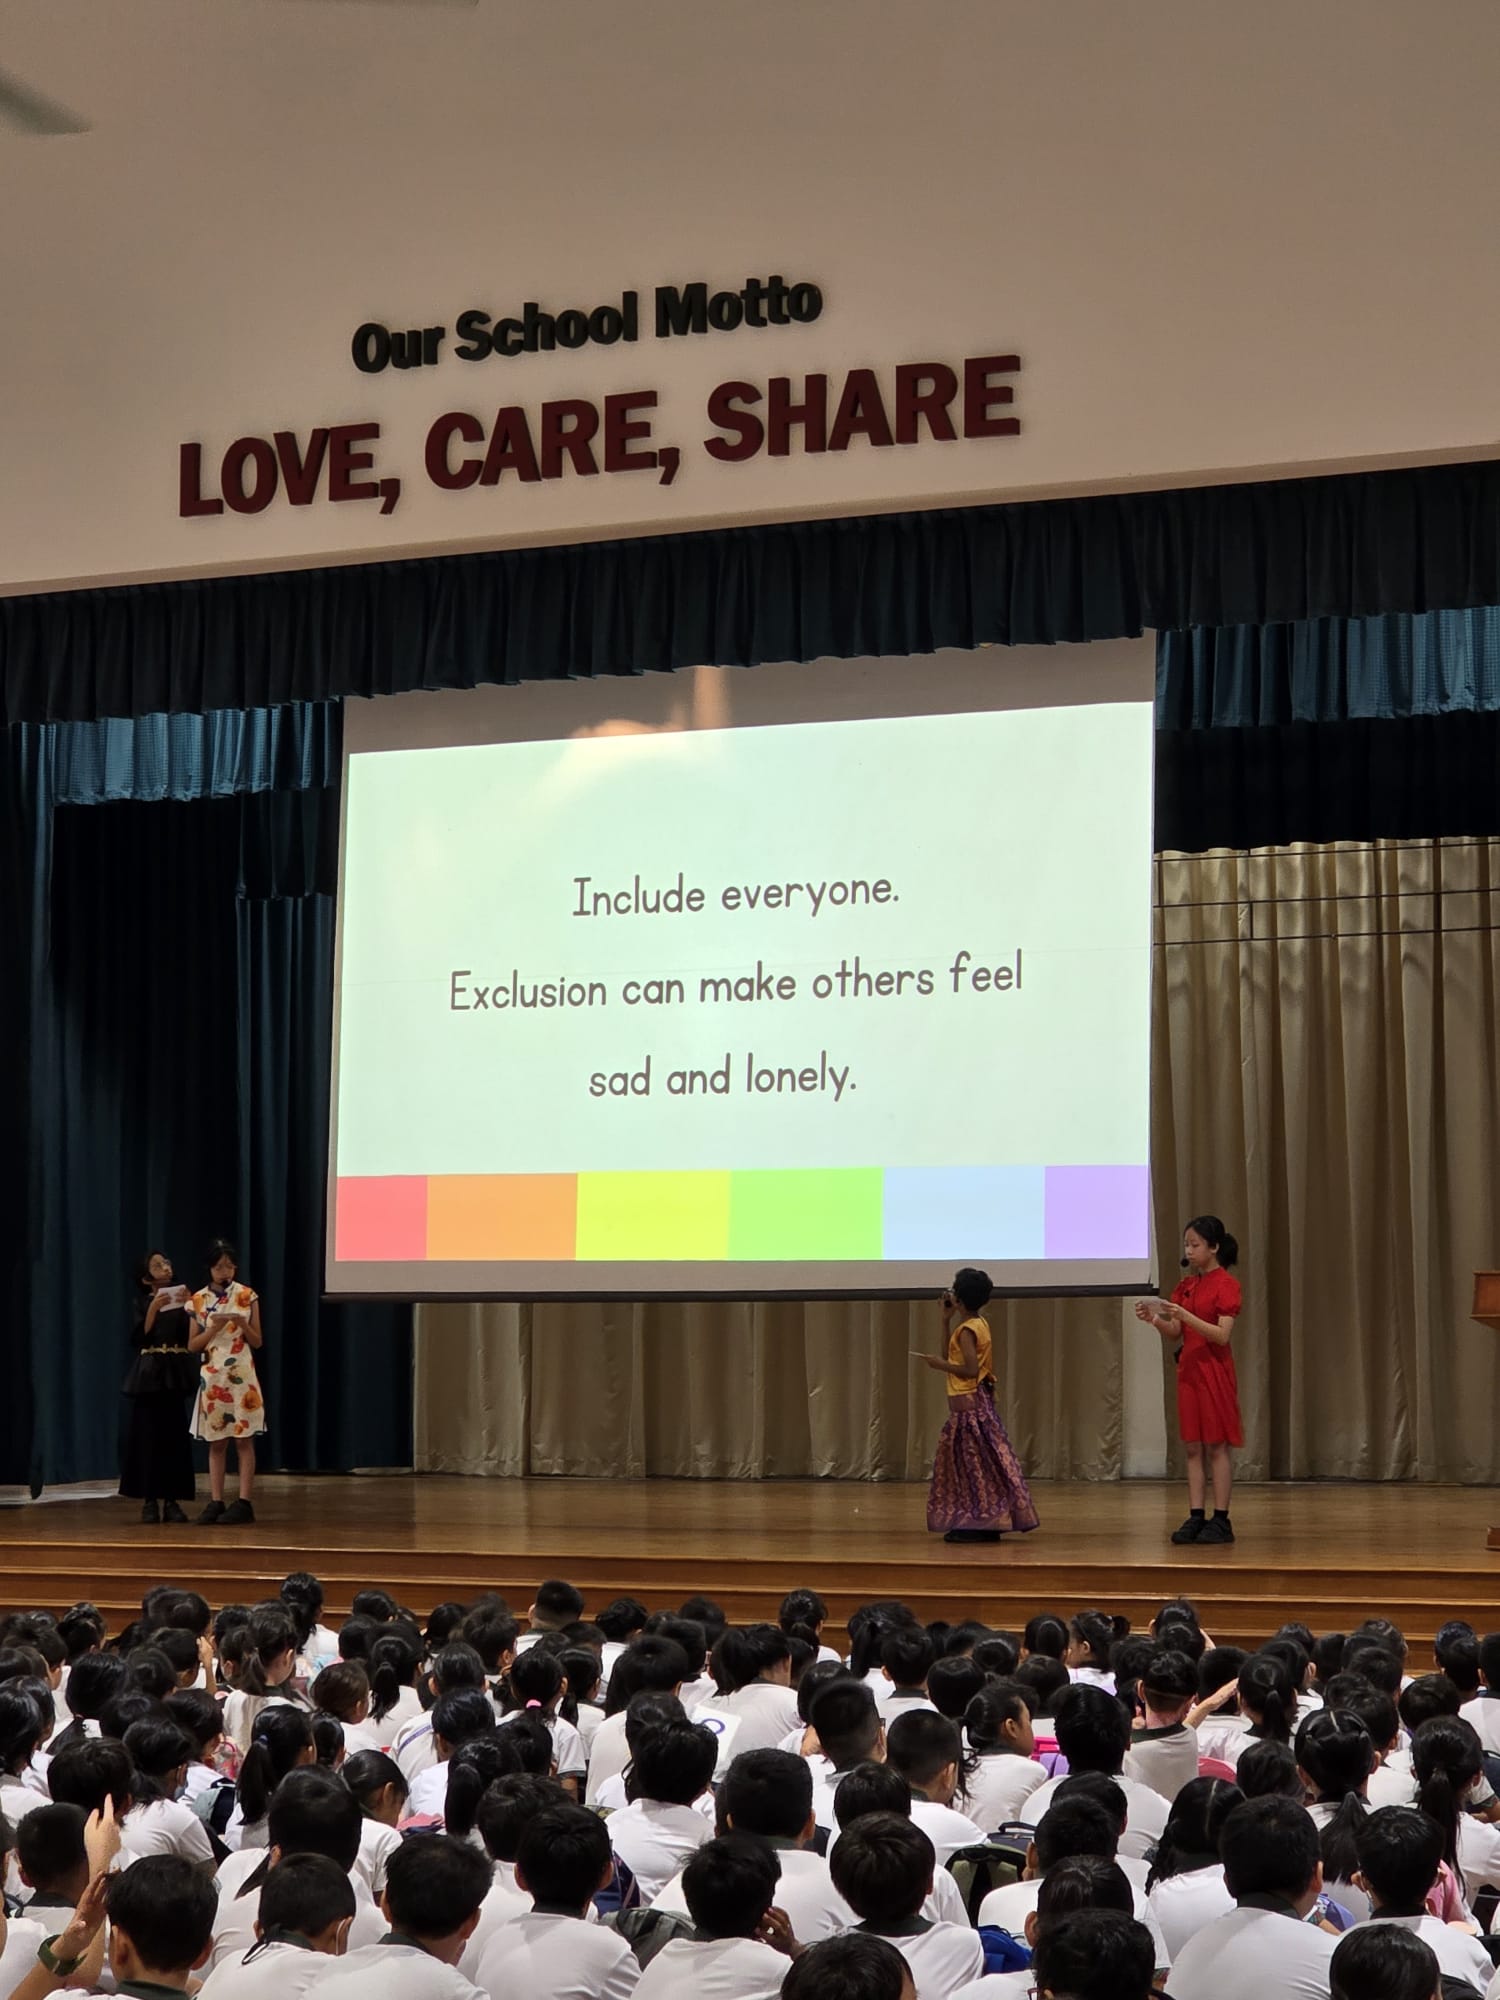 Our School Motto
LOVE, CARE, SHARE
Include everyone.
Exclusion can make others feel
sad and lonely.